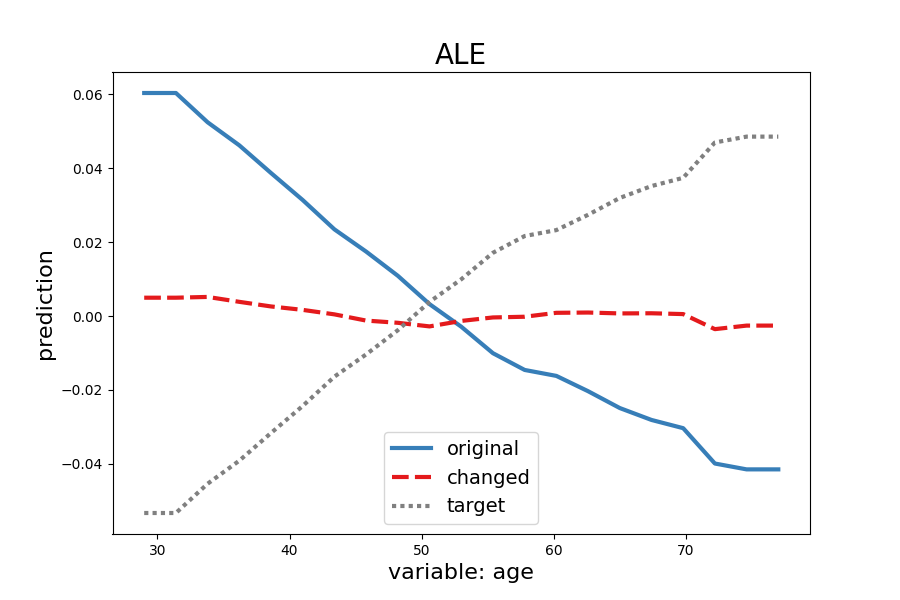 ALE
prediction
0.06
0.04
0.02
0.00
−0.02
−0.04
original
changed
target
30
40
50
60
70
variable: age